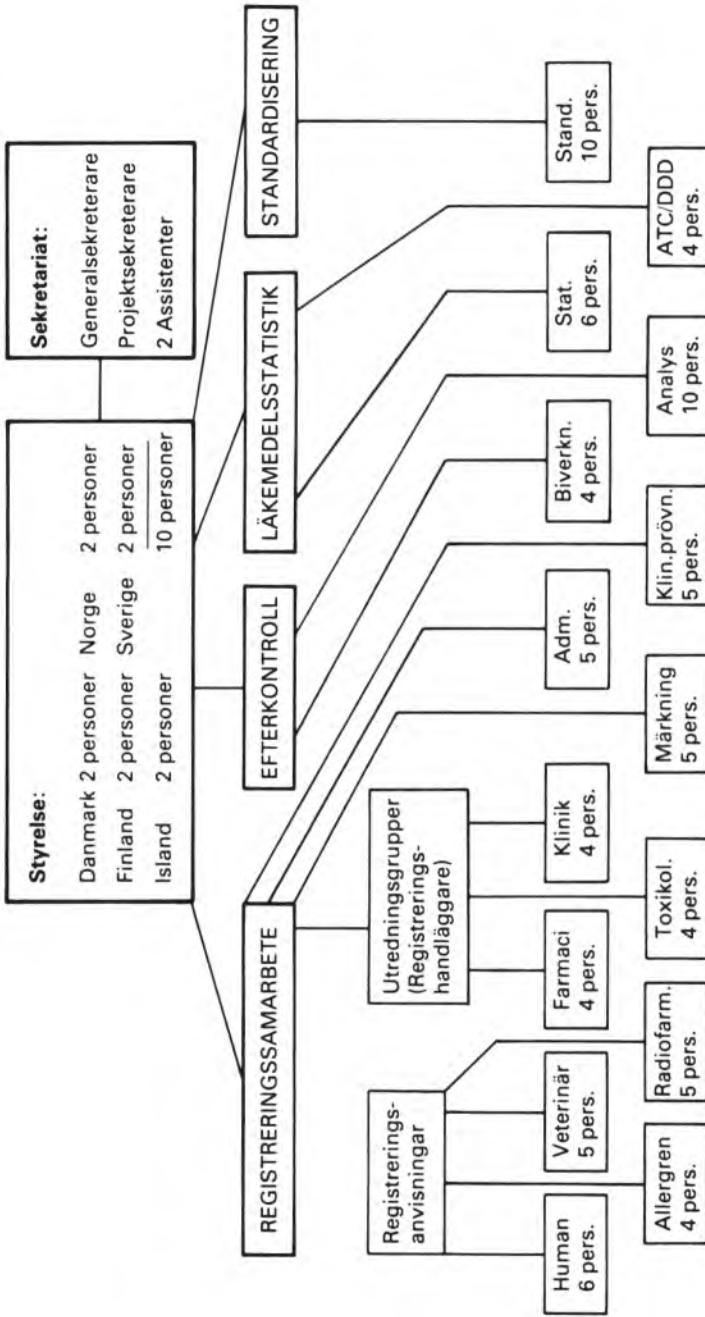 Styrelse:
Danmark 2 personer Norge 2 personer
Finland 2 personer Sverige 2 personer
Island 2 personer 10 personer
Sekretariat:
Generalsekreterare
Projektsekreterare
2 Assistenter
REGISTRERINGSSAMARBETE
EFTERKONTROLL
LÄKEMEDELSSTATISTIK
STANDARDISERING
Registrerings-
anvisningar
Utredningsgrupper
(Registrerings-
handläggare)
Human
6 pers.
Veterinär
5 pers.
Farmaci
4 pers.
Klinik
4 pers.
Adm.
5 pers.
Biverkn.
4 pers.
Stat.
6 pers.
Stand.
10 pers.
Allergren
4 pers.
Radiofarm.
5 pers.
Toxikol.
4 pers.
Märkning
5 pers.
Klin.prövn.
5 pers.
Analys
10 pers.
ATC/DDD
4 pers.